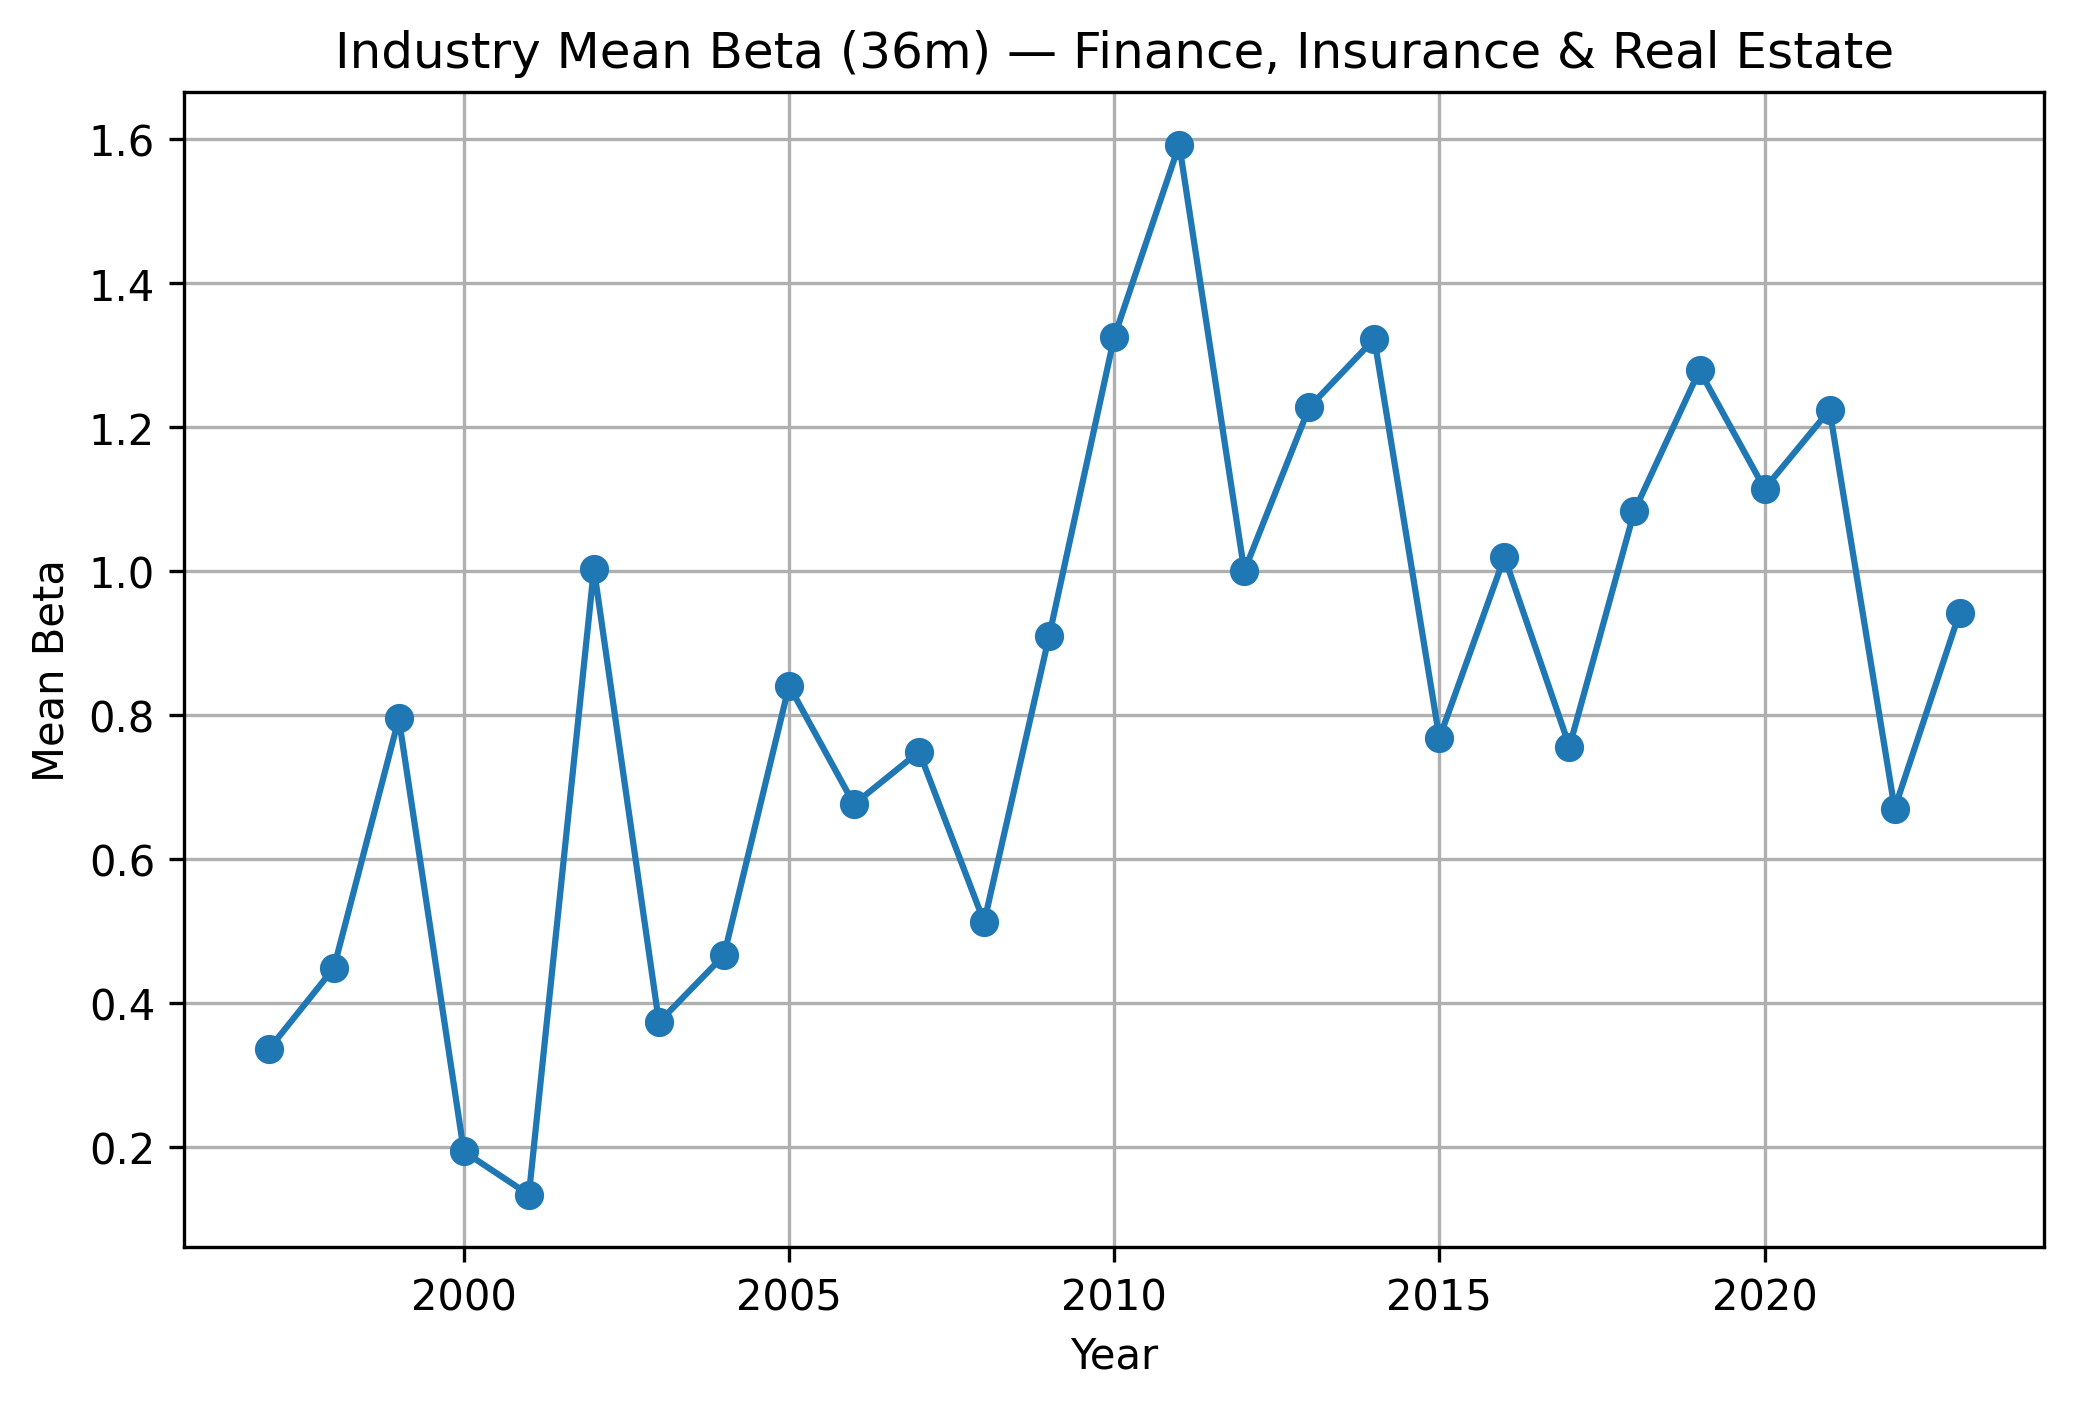 Industry Mean Beta (36m) — Finance, Insurance & Real Estate
1.6
1.4
1.2
1.0
0.8
0.6
0.4
0.2
Mean Beta
2000 2005 2010 2015 2020
Year